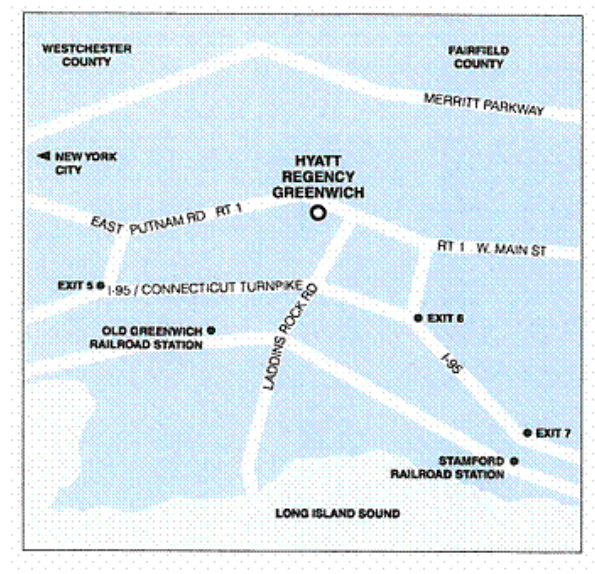 WESTCHESTER
COUNTY
FAIRFIELD
COUNTY
MERRITT PARKWAY
NEW YORK
CITY
HYATT
REGENCY
GREENWICH
EAST PUTNAM RD RT 1
RT 1 W. MAIN ST
EXIT 5
I-95 / CONNECTICUT TURNPIKE
LADDINS ROCK RD
EXIT 6
OLD GREENWICH
RAILROAD STATION
I-95
EXIT 7
STAMFORD
RAILROAD STATION
LONG ISLAND SOUND